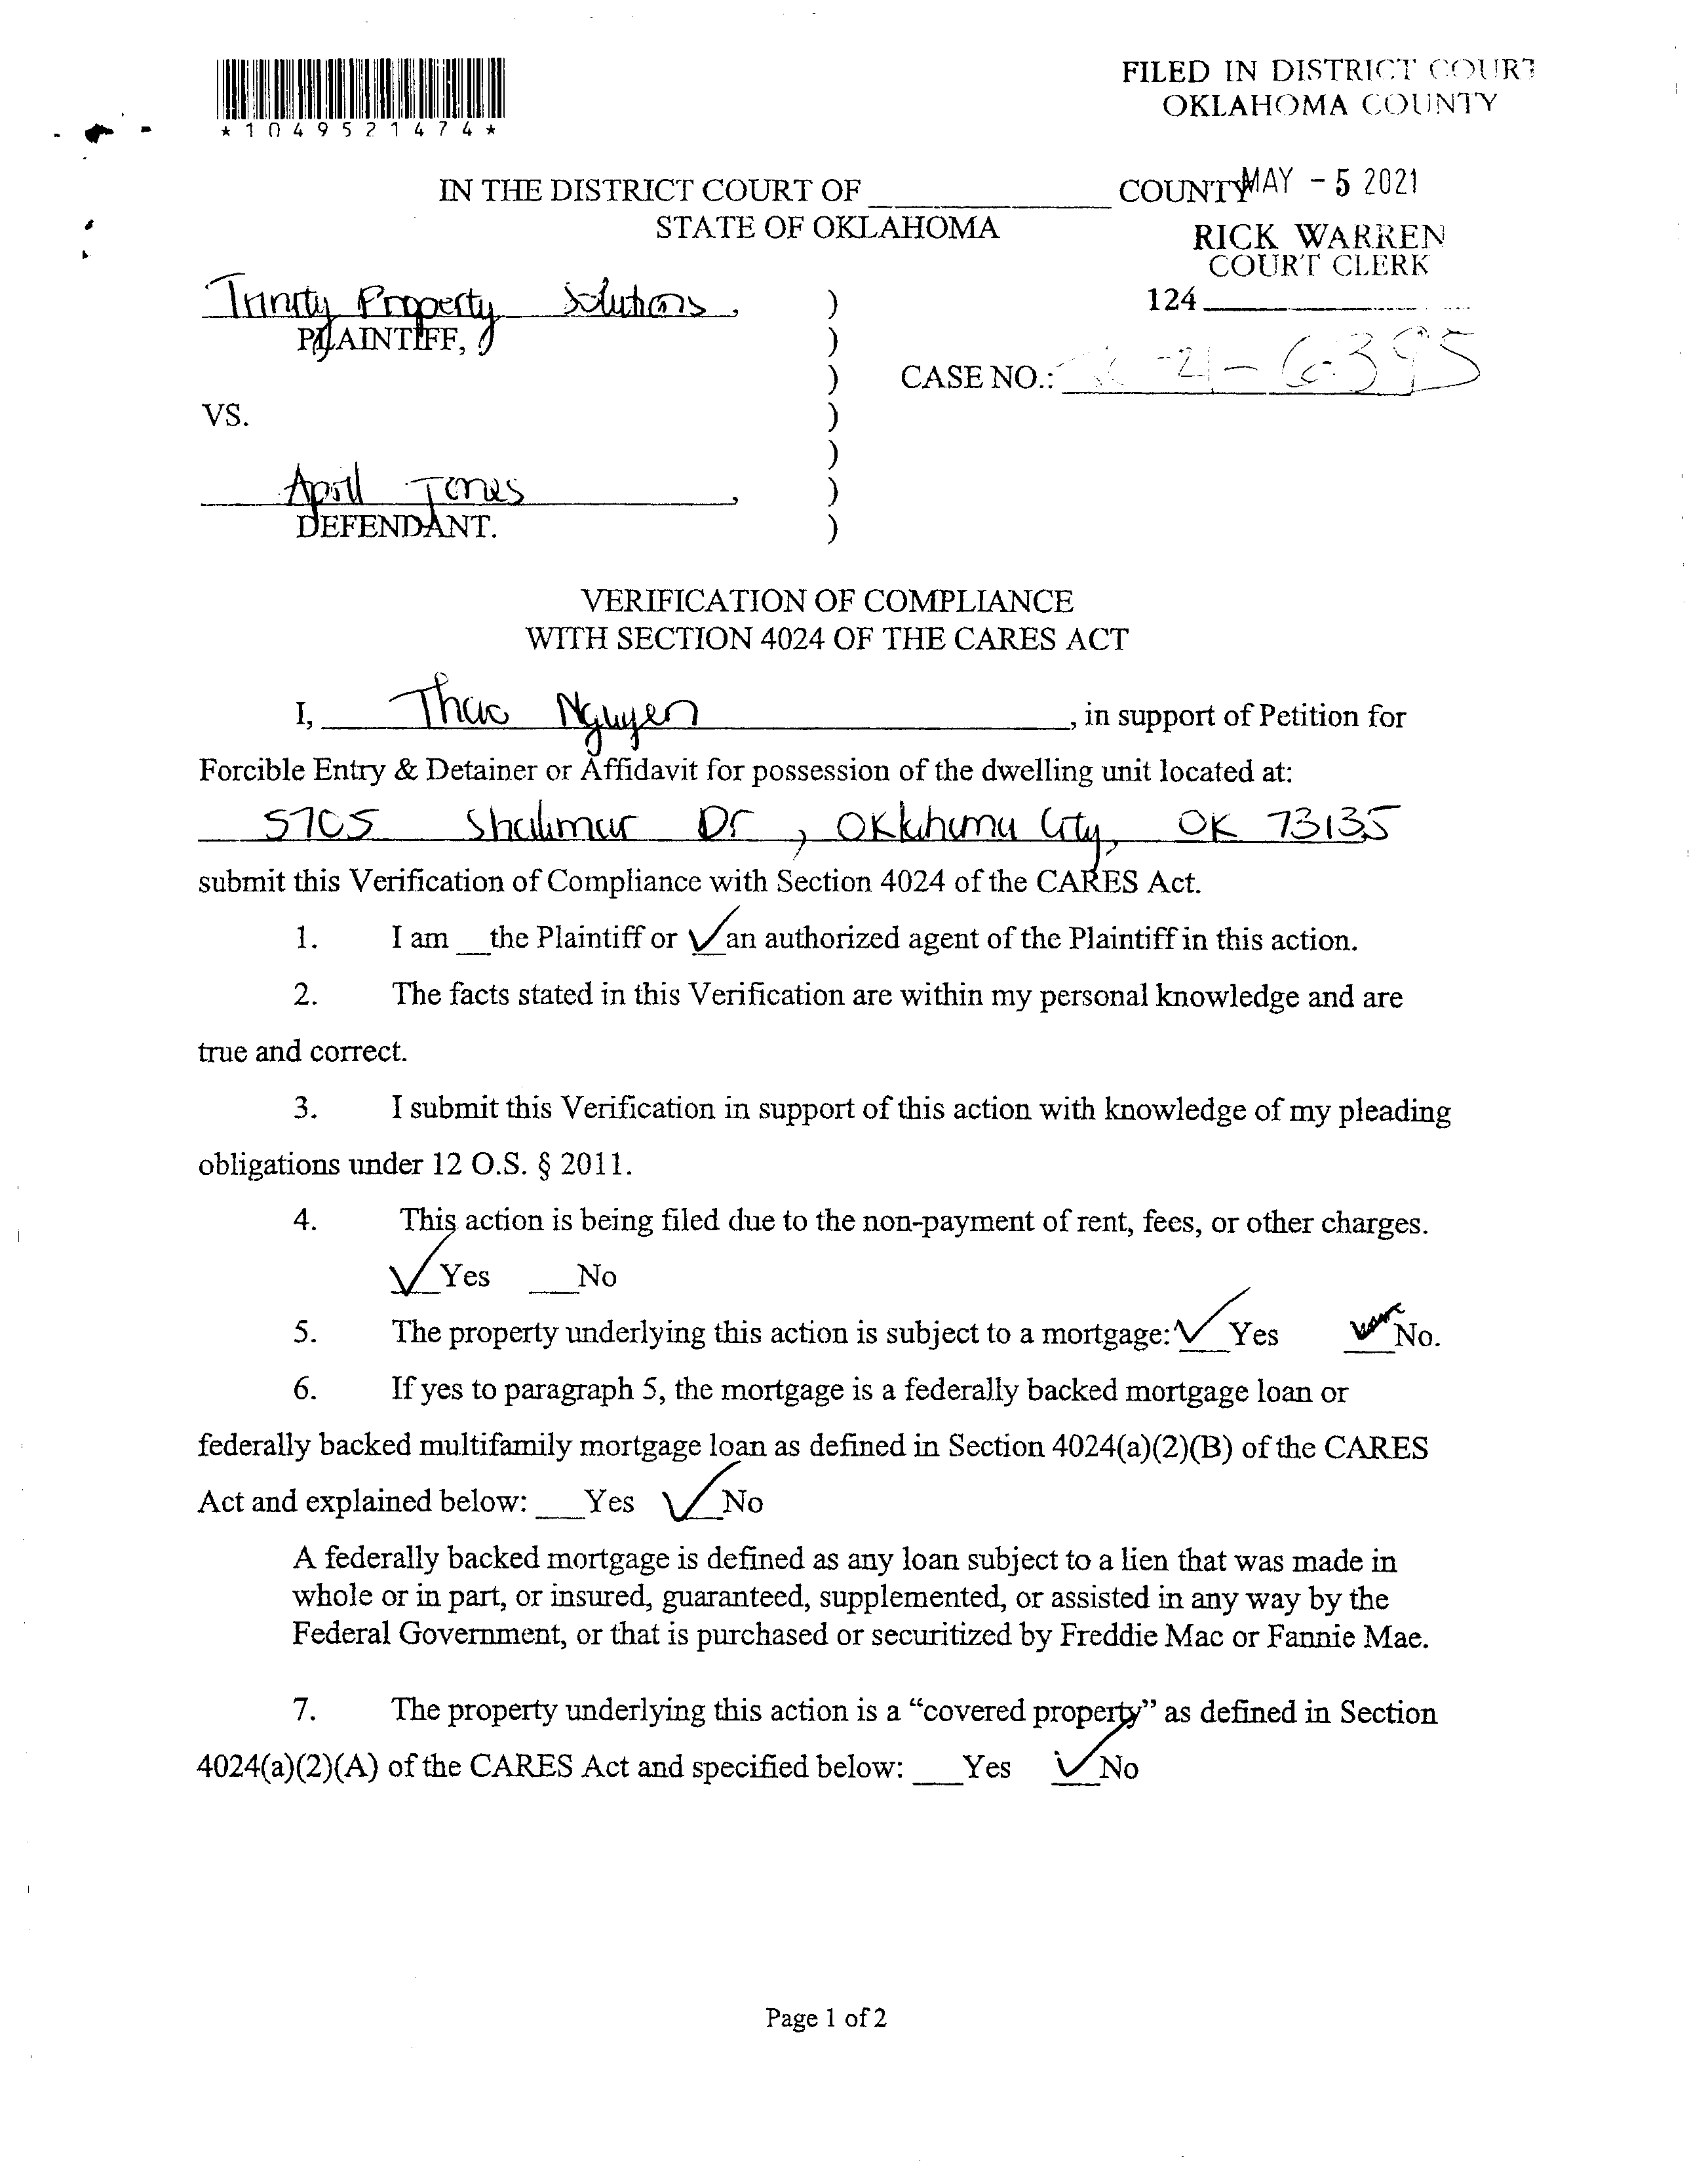 *1049521474*
FILED IN DISTRICT COURT
OKLAHOMA COUNTY
IN THE DISTRICT COURT OF ______________ COUNTY MAY - 5 2021
STATE OF OKLAHOMA
RICK WARREN
COURT CLERK
124
Trinity Property Solutions, )
PLAINTIFF, )
) CASE NO.: -21-6395
VS. )
)
April Jones, )
DEFENDANT. )
VERIFICATION OF COMPLIANCE
WITH SECTION 4024 OF THE CARES ACT
I, Thao Nguyen, in support of Petition for
Forcible Entry & Detainer or Affidavit for possession of the dwelling unit located at:
5705 Shalimar Dr, Oklahoma City, OK 73135
submit this Verification of Compliance with Section 4024 of the CARES Act.
1. I am __the Plaintiff or ✓an authorized agent of the Plaintiff in this action.
2. The facts stated in this Verification are within my personal knowledge and are
true and correct.
3. I submit this Verification in support of this action with knowledge of my pleading
obligations under 12 O.S. § 2011.
4. This action is being filed due to the non-payment of rent, fees, or other charges.
✓Yes ___No
5. The property underlying this action is subject to a mortgage: ✓Yes ___No.
6. If yes to paragraph 5, the mortgage is a federally backed mortgage loan or
federally backed multifamily mortgage loan as defined in Section 4024(a)(2)(B) of the CARES
Act and explained below: ___Yes ✓No
A federally backed mortgage is defined as any loan subject to a lien that was made in
whole or in part, or insured, guaranteed, supplemented, or assisted in any way by the
Federal Government, or that is purchased or securitized by Freddie Mac or Fannie Mae.
7. The property underlying this action is a “covered property” as defined in Section
4024(a)(2)(A) of the CARES Act and specified below: ___Yes ✓No
Page 1 of 2